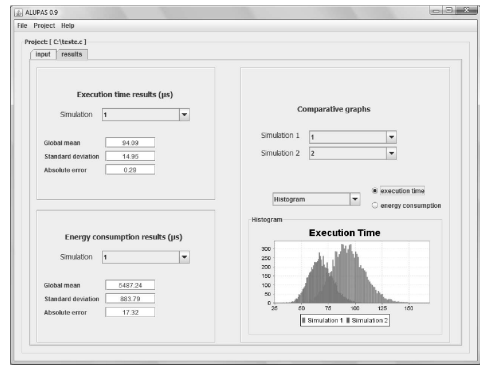 ALUPAS 0.9
File Project Help
Project: [ C:\teste.c ]
input results
Execution time results (µs)
Simulation 1
Global mean 94.09
Standard deviation 14.95
Absolute error 0.29
Energy consumption results (µs)
Simulation 1
Global mean 5487.24
Standard deviation 883.79
Absolute error 17.32
Comparative graphs
Simulation 1 1
Simulation 2 2
Histogram
execution time
energy consumption
Histogram
Execution Time
300
250
200
150
100
50
0
25 50 75 100 125 150
Simulation 1 Simulation 2